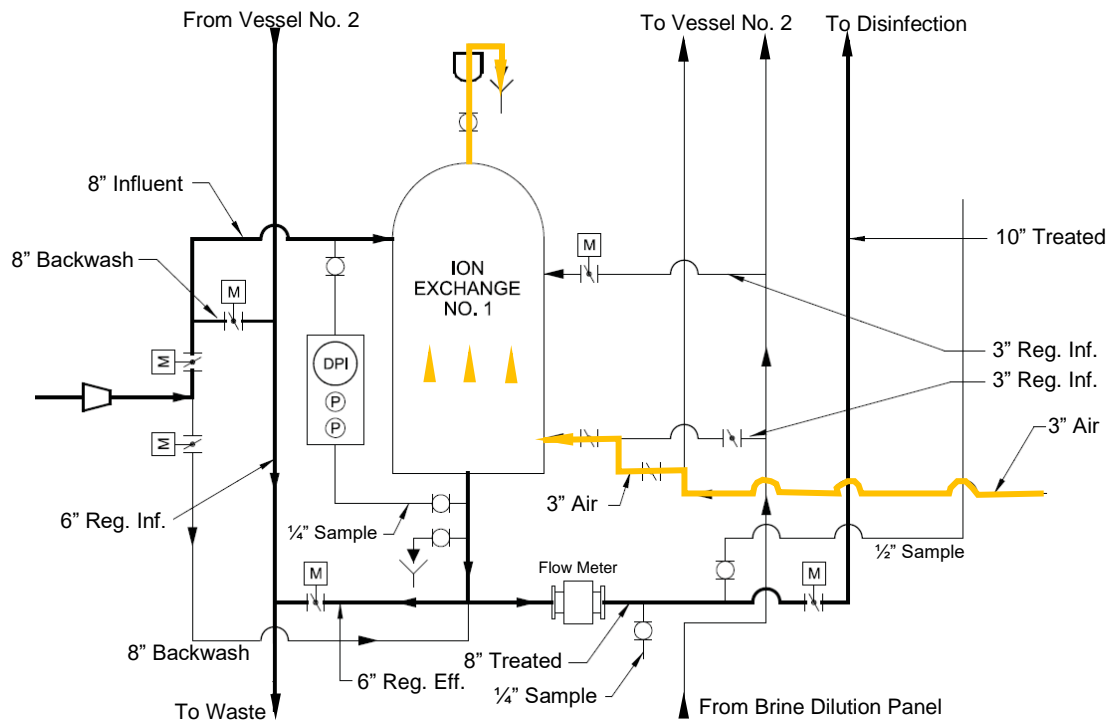 From Vessel No. 2
To Vessel No. 2
To Disinfection
8” Influent
10” Treated
8” Backwash
M
ION
EXCHANGE
NO. 1
M
M
DPI
3” Reg. Inf.
P
3” Reg. Inf.
P
M
3” Air
3” Air
6” Reg. Inf.
¼” Sample
½” Sample
Flow Meter
M
M
8” Backwash
8” Treated
6” Reg. Eff.
¼” Sample
To Waste
From Brine Dilution Panel